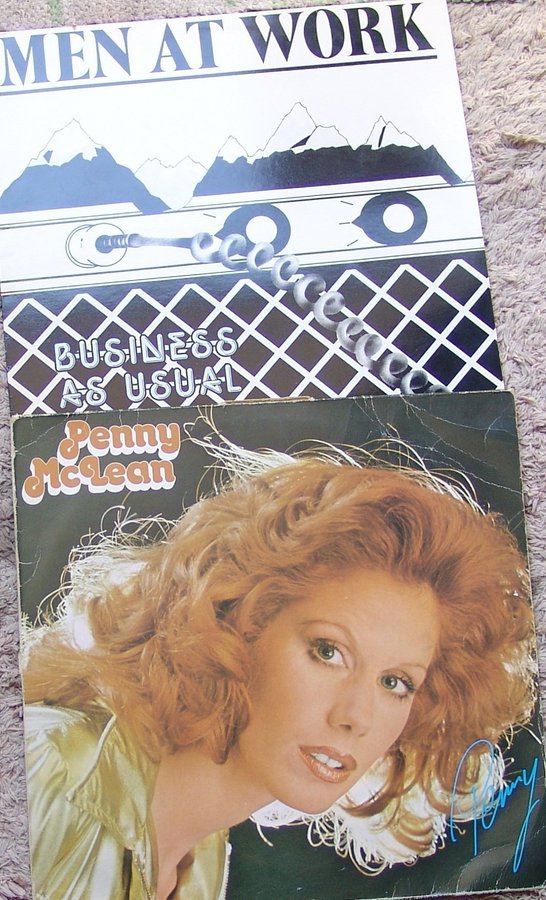 MEN AT WORK
BUSINESS
AS USUAL
Penny
McLean
Penny